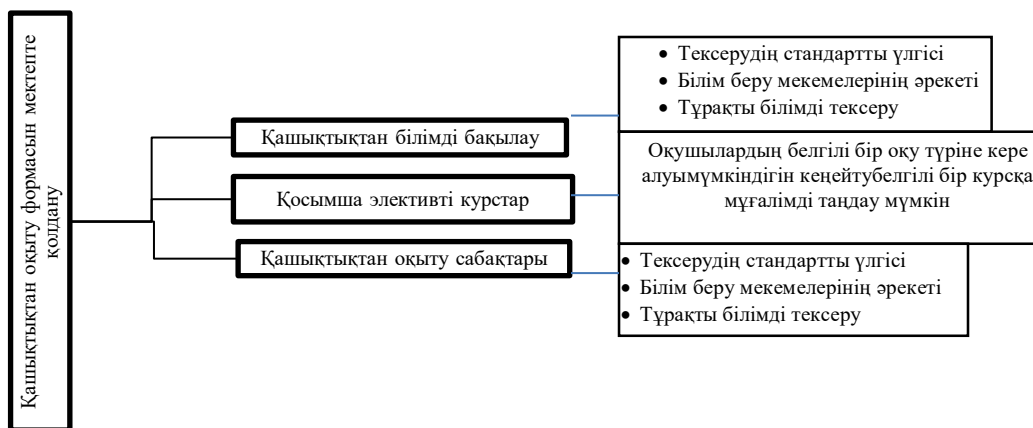 Қашықтықтан оқыту формасын мектепте
қолдану
Қашықтықтан білімді бақылау
• Тексерудің стандартты үлгісі
• Білім беру мекемелерінің әрекеті
• Тұрақты білімді тексеру
Қосымша элективті курстар
Оқушылардың белгілі бір оқу түріне кере
алуымүмкіндігін кеңейтубелгілі бір курсқа
мұғалімді таңдау мүмкін
Қашықтықтан оқыту сабақтары
• Тексерудің стандартты үлгісі
• Білім беру мекемелерінің әрекеті
• Тұрақты білімді тексеру